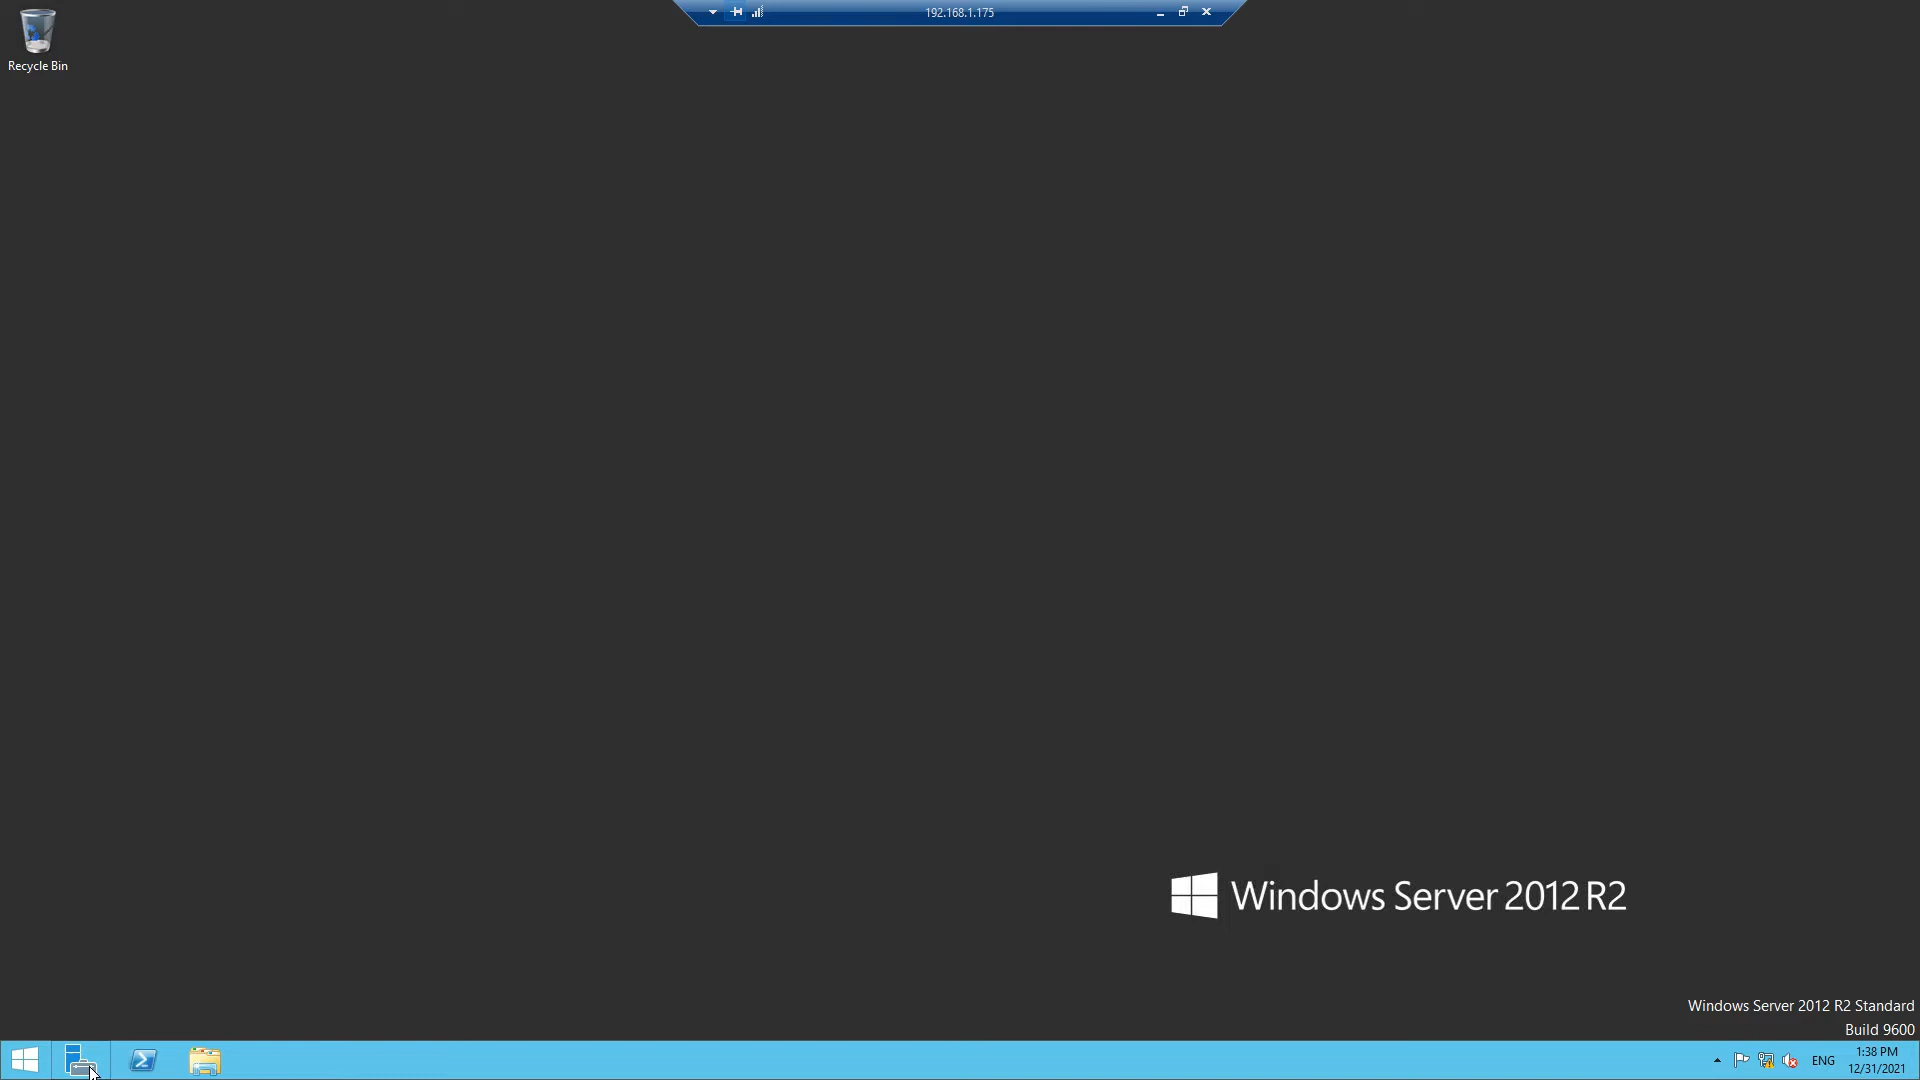 192.168.1.175
Recycle Bin
Windows Server 2012 R2
Windows Server 2012 R2 Standard
Build 9600
ENG
1:38 PM
12/31/2021